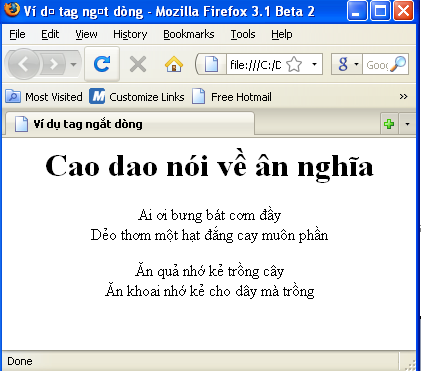 Ví dụ tag ngắt dòng - Mozilla Firefox 3.1 Beta 2
File Edit View History Bookmarks Tools Help
file:///C:/D
Goo
Most Visited Customize Links Free Hotmail »
Ví dụ tag ngắt dòng
Cao dao nói về ân nghĩa
Ai ơi bưng bát cơm đầy
Dẻo thơm một hạt đắng cay muôn phần
Ăn quả nhớ kẻ trồng cây
Ăn khoai nhớ kẻ cho dây mà trồng
Done